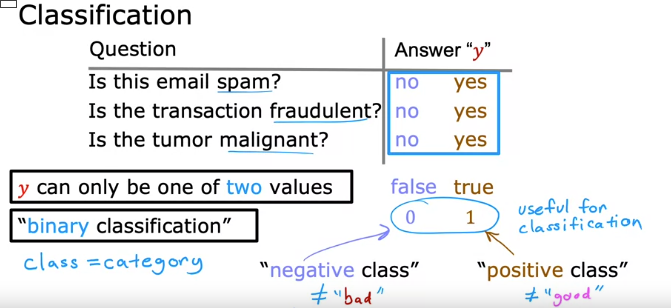 Classification
Question Answer "y"
Is this email spam? no yes
Is the transaction fraudulent? no yes
Is the tumor malignant? no yes
y can only be one of two values
false true
"binary classification"
0 1
useful for
classification
class = category
"negative class" "positive class"
≠ "bad" ≠ "good"